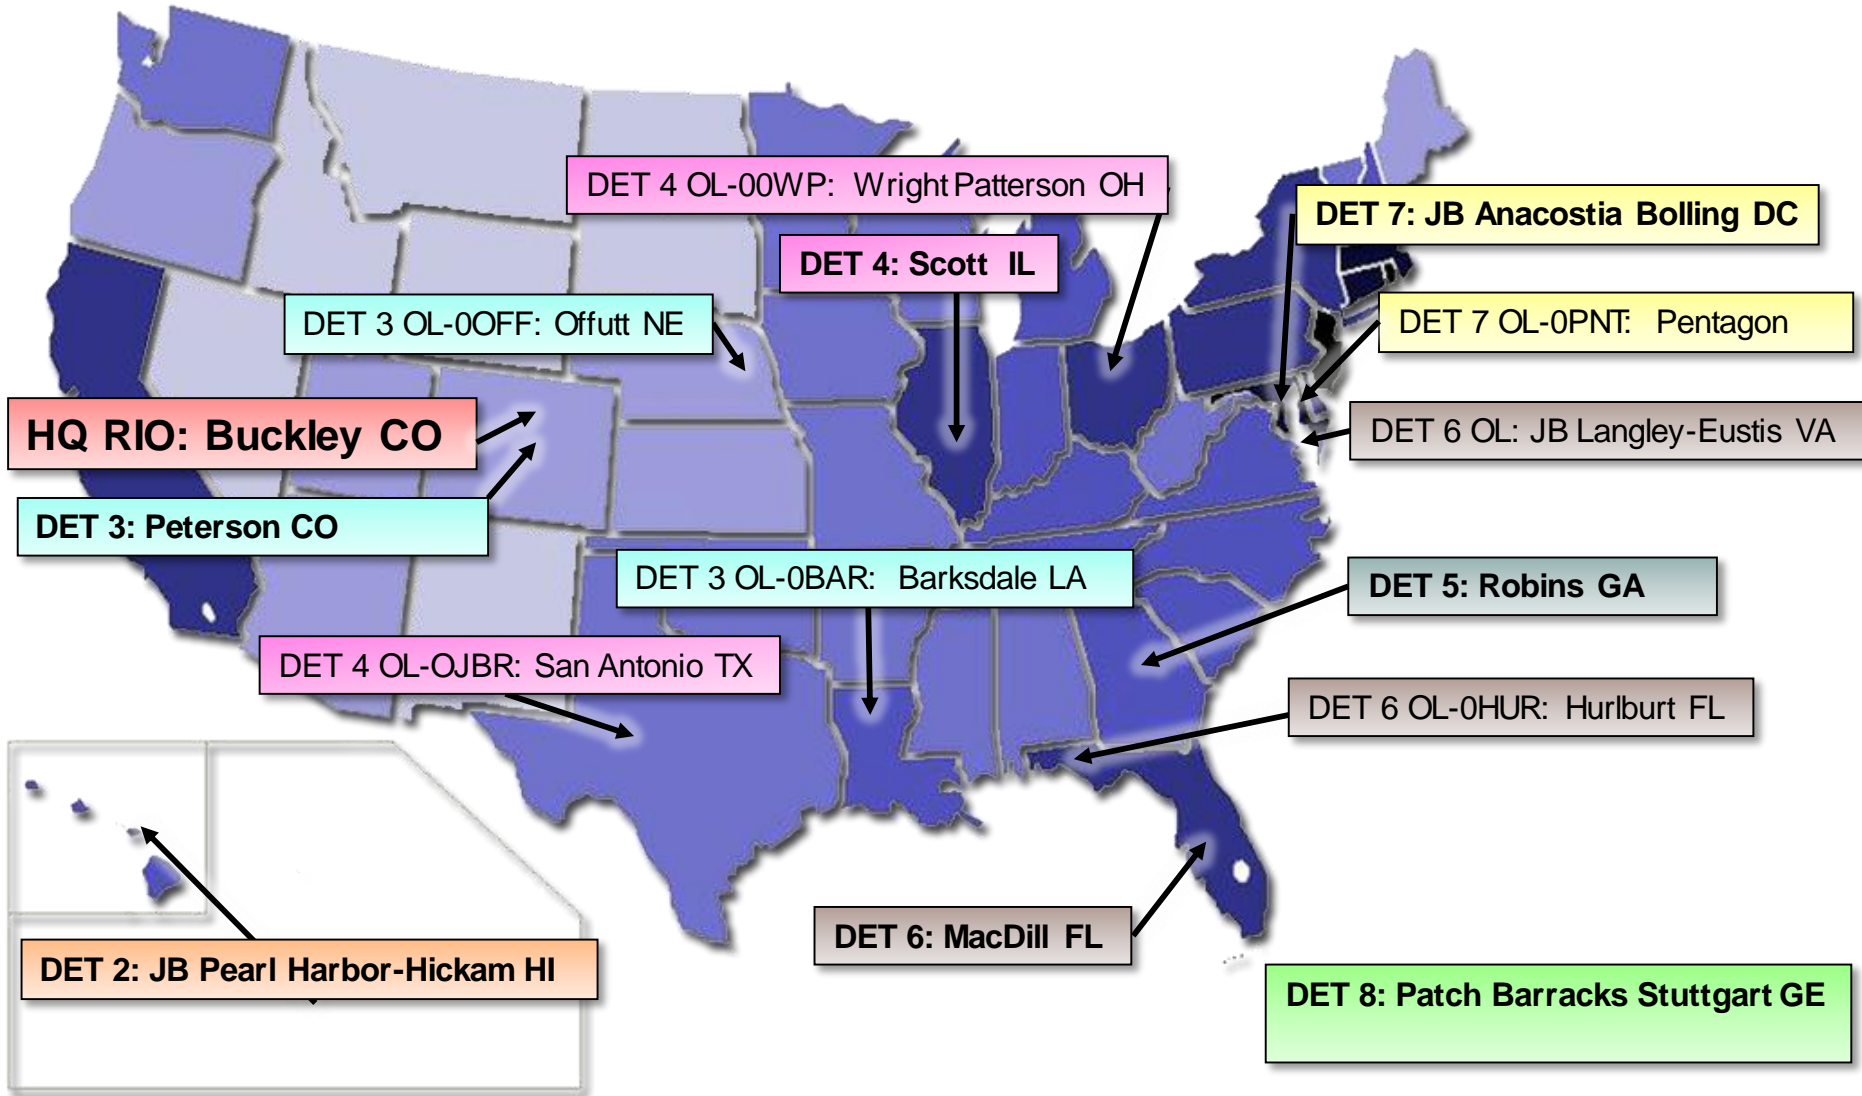 DET 4 OL-00WP: Wright Patterson OH
DET 7: JB Anacostia Bolling DC
DET 4: Scott IL
DET 3 OL-0OFF: Offutt NE
DET 7 OL-0PNT: Pentagon
HQ RIO: Buckley CO
DET 6 OL: JB Langley-Eustis VA
DET 3: Peterson CO
DET 3 OL-0BAR: Barksdale LA
DET 5: Robins GA
DET 4 OL-OJBR: San Antonio TX
DET 6 OL-0HUR: Hurlburt FL
DET 6: MacDill FL
DET 2: JB Pearl Harbor-Hickam HI
DET 8: Patch Barracks Stuttgart GE